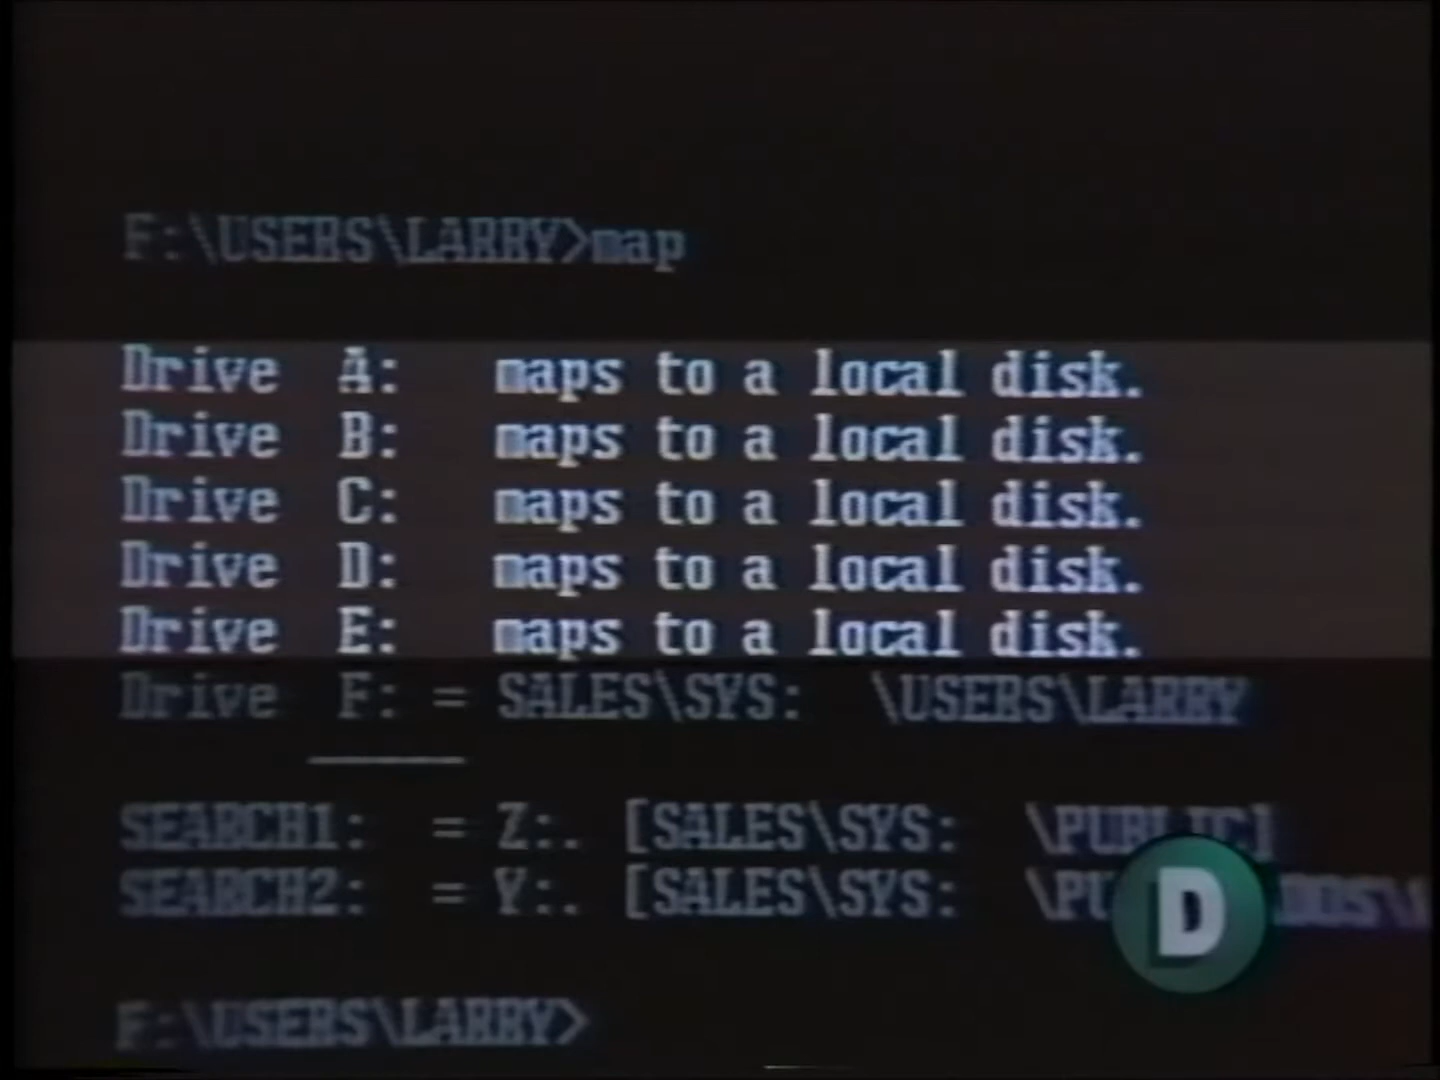 F:\USERS\LARRY>map
Drive A: maps to a local disk.
Drive B: maps to a local disk.
Drive C: maps to a local disk.
Drive D: maps to a local disk.
Drive E: maps to a local disk.
Drive F: = SALES\SYS: \USERS\LARRY
SEARCH1: = Z:. [SALES\SYS: \PUBLIC]
SEARCH2: = Y:. [SALES\SYS: \PU
D
F:\USERS\LARRY>